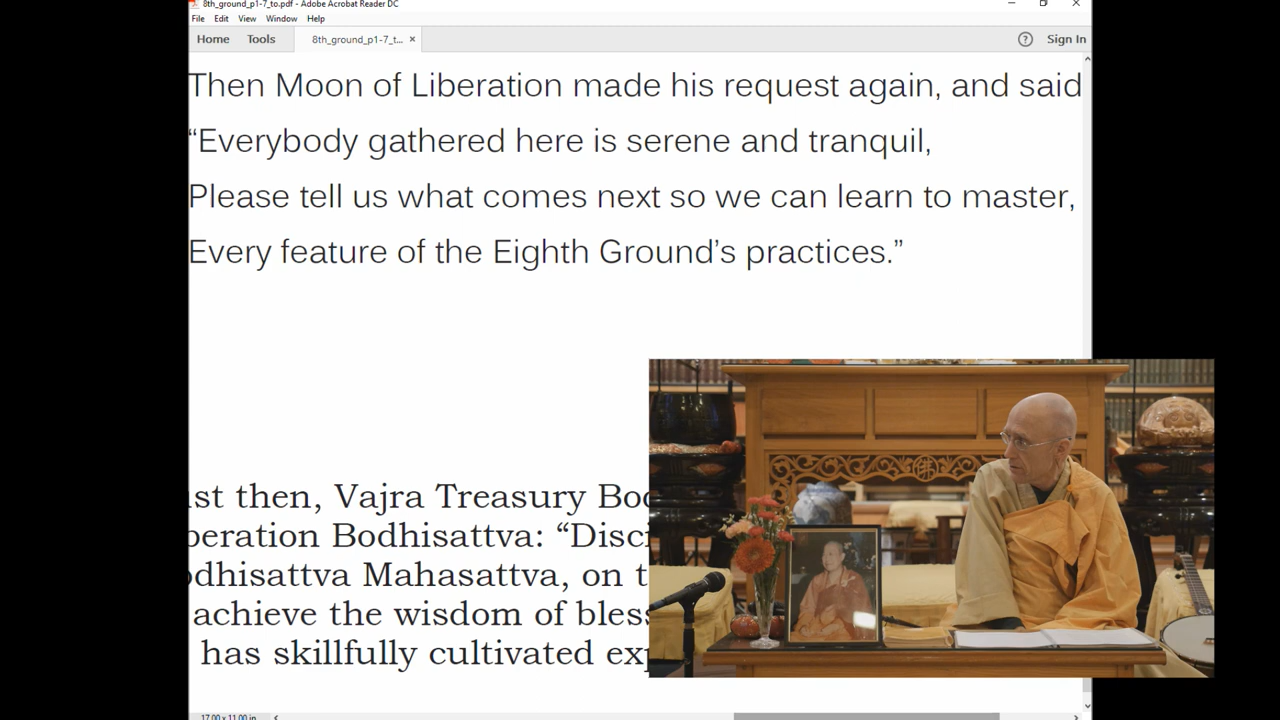 8th_ground_p1-7_to.pdf - Adobe Acrobat Reader DC
File Edit View Window Help
Home Tools 8th_ground_p1-7_t... × ? Sign In
Then Moon of Liberation made his request again, and said
“Everybody gathered here is serene and tranquil,
Please tell us what comes next so we can learn to master,
Every feature of the Eighth Ground’s practices.”
ust then, Vajra Treasury Bo
beration Bodhisattva: “Disci
odhisattva Mahasattva, on t
achieve the wisdom of bles
has skillfully cultivated ex
佛
17.00 x 11.00 in